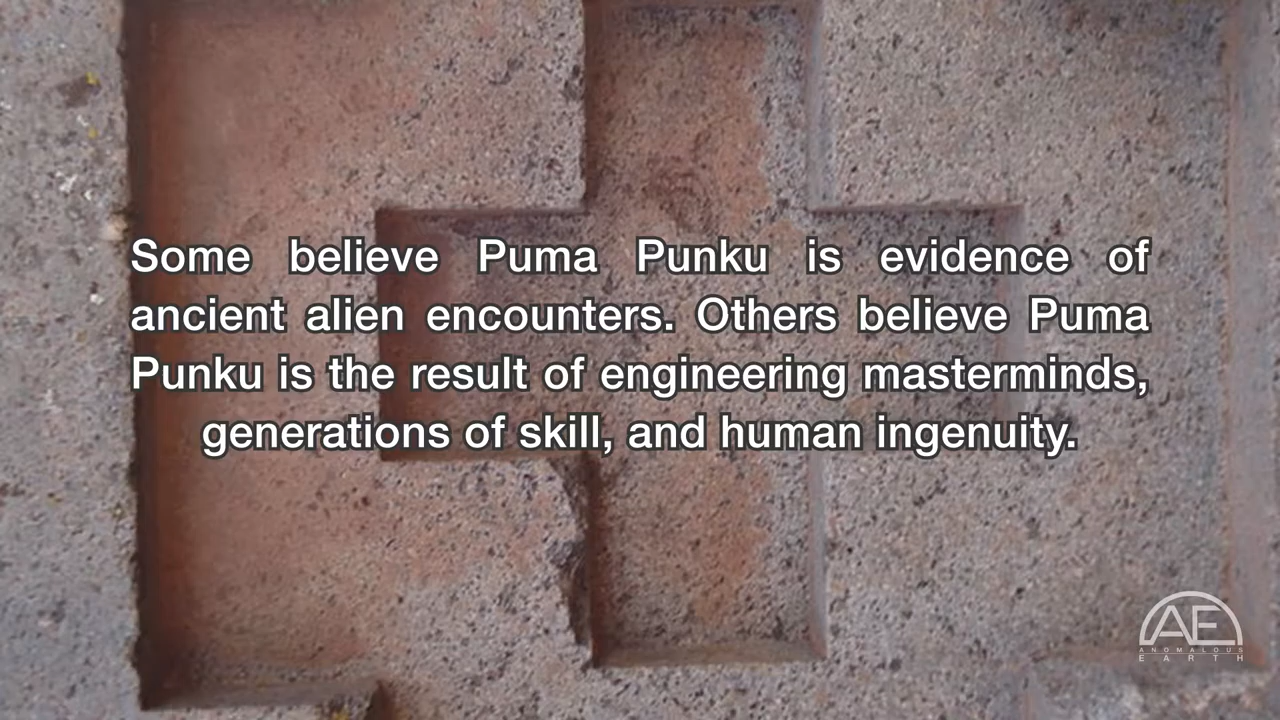 Some believe Puma Punku is evidence of
ancient alien encounters. Others believe Puma
Punku is the result of engineering masterminds,
generations of skill, and human ingenuity.
AE
ANOMALOUS
EARTH